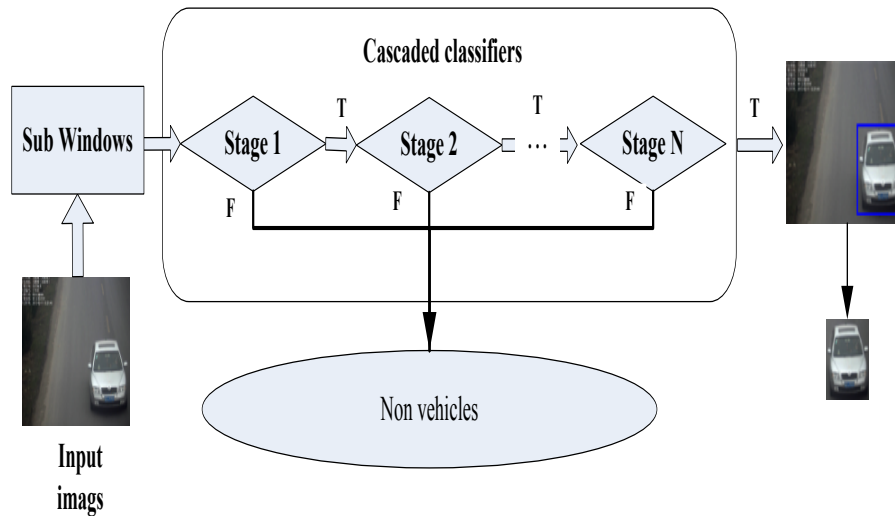 Cascaded classifiers
Sub Windows
Stage 1
T
Stage 2
T
...
Stage N
T
F
F
F
Non vehicles
Input
imags